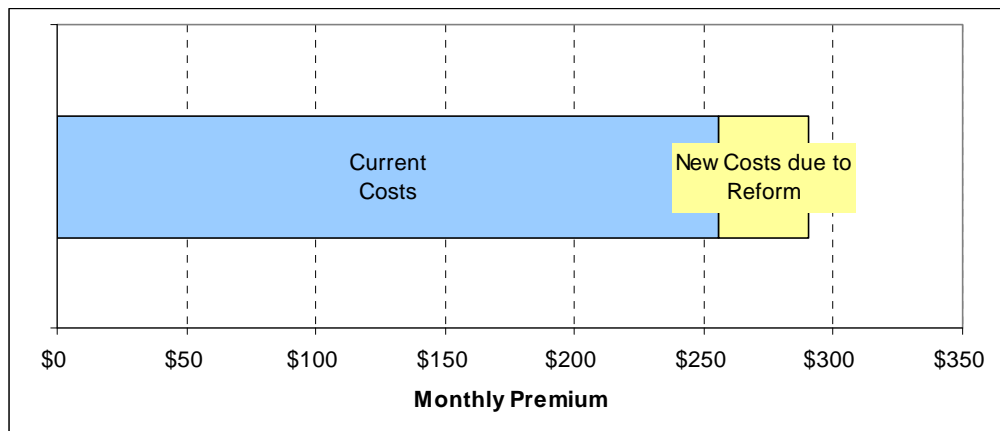 Current
Costs
New Costs due to
Reform
$0 $50 $100 $150 $200 $250 $300 $350
Monthly Premium